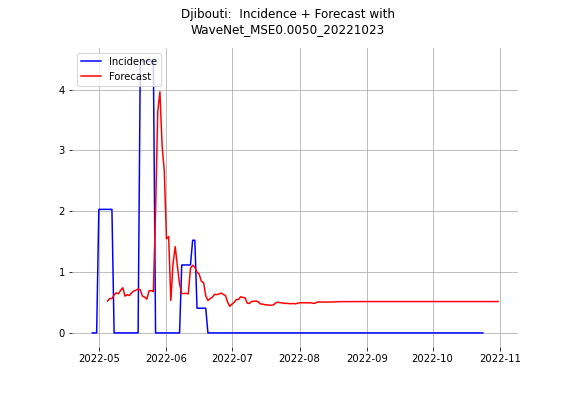 Djibouti:  Incidence + Forecast with
WaveNet_MSE0.0050_20221023
Incidence
Forecast
4
3
2
1
0
2022-05 2022-06 2022-07 2022-08 2022-09 2022-10 2022-11